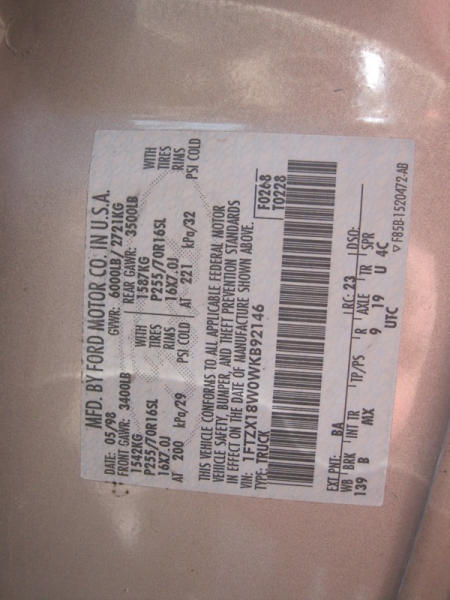 MFD. BY FORD MOTOR CO. IN U.S.A.
DATE: 05/98 GVWR: 6000LB/ 2721KG
FRONT GAWR: 3400LB REAR GAWR: 3500LB
1542KG WITH 1587KG WITH
P255/70R16SL TIRES P255/70R16SL TIRES
16X7.0J RIMS 16X7.0J RIMS
AT 200 kPa/29 PSI COLD AT 221 kPa/32 PSI COLD
THIS VEHICLE CONFORMS TO ALL APPLICABLE FEDERAL MOTOR
VEHICLE SAFETY, BUMPER, AND THEFT PREVENTION STANDARDS
IN EFFECT ON THE DATE OF MANUFACTURE SHOWN ABOVE.
VIN: 1FTZX18W0WKB92146 F0268
TYPE: TRUCK T0228
EXT PNT: BA RC: 23 DSO:
WB BRK INT TR TP/PS R AXLE TR SPR
139 B MX 9 19 U 4C
UTC
▽F85B-1520472-AB